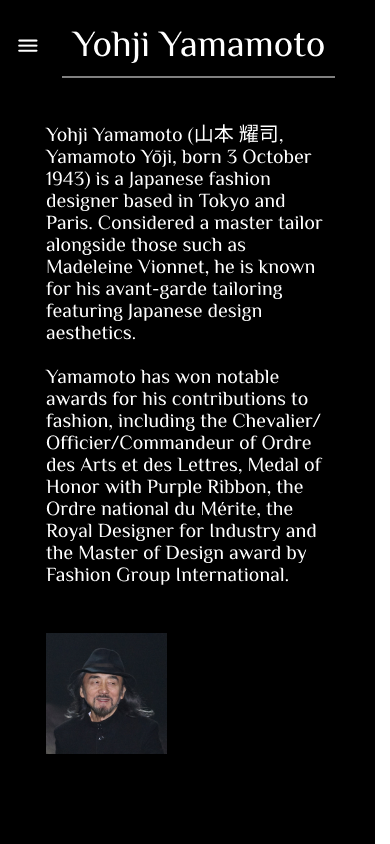 Yohji Yamamoto
Yohji Yamamoto (山本 耀司,
Yamamoto Yōji, born 3 October
1943) is a Japanese fashion
designer based in Tokyo and
Paris. Considered a master tailor
alongside those such as
Madeleine Vionnet, he is known
for his avant-garde tailoring
featuring Japanese design
aesthetics.
Yamamoto has won notable
awards for his contributions to
fashion, including the Chevalier/
Officier/Commandeur of Ordre
des Arts et des Lettres, Medal of
Honor with Purple Ribbon, the
Ordre national du Mérite, the
Royal Designer for Industry and
the Master of Design award by
Fashion Group International.